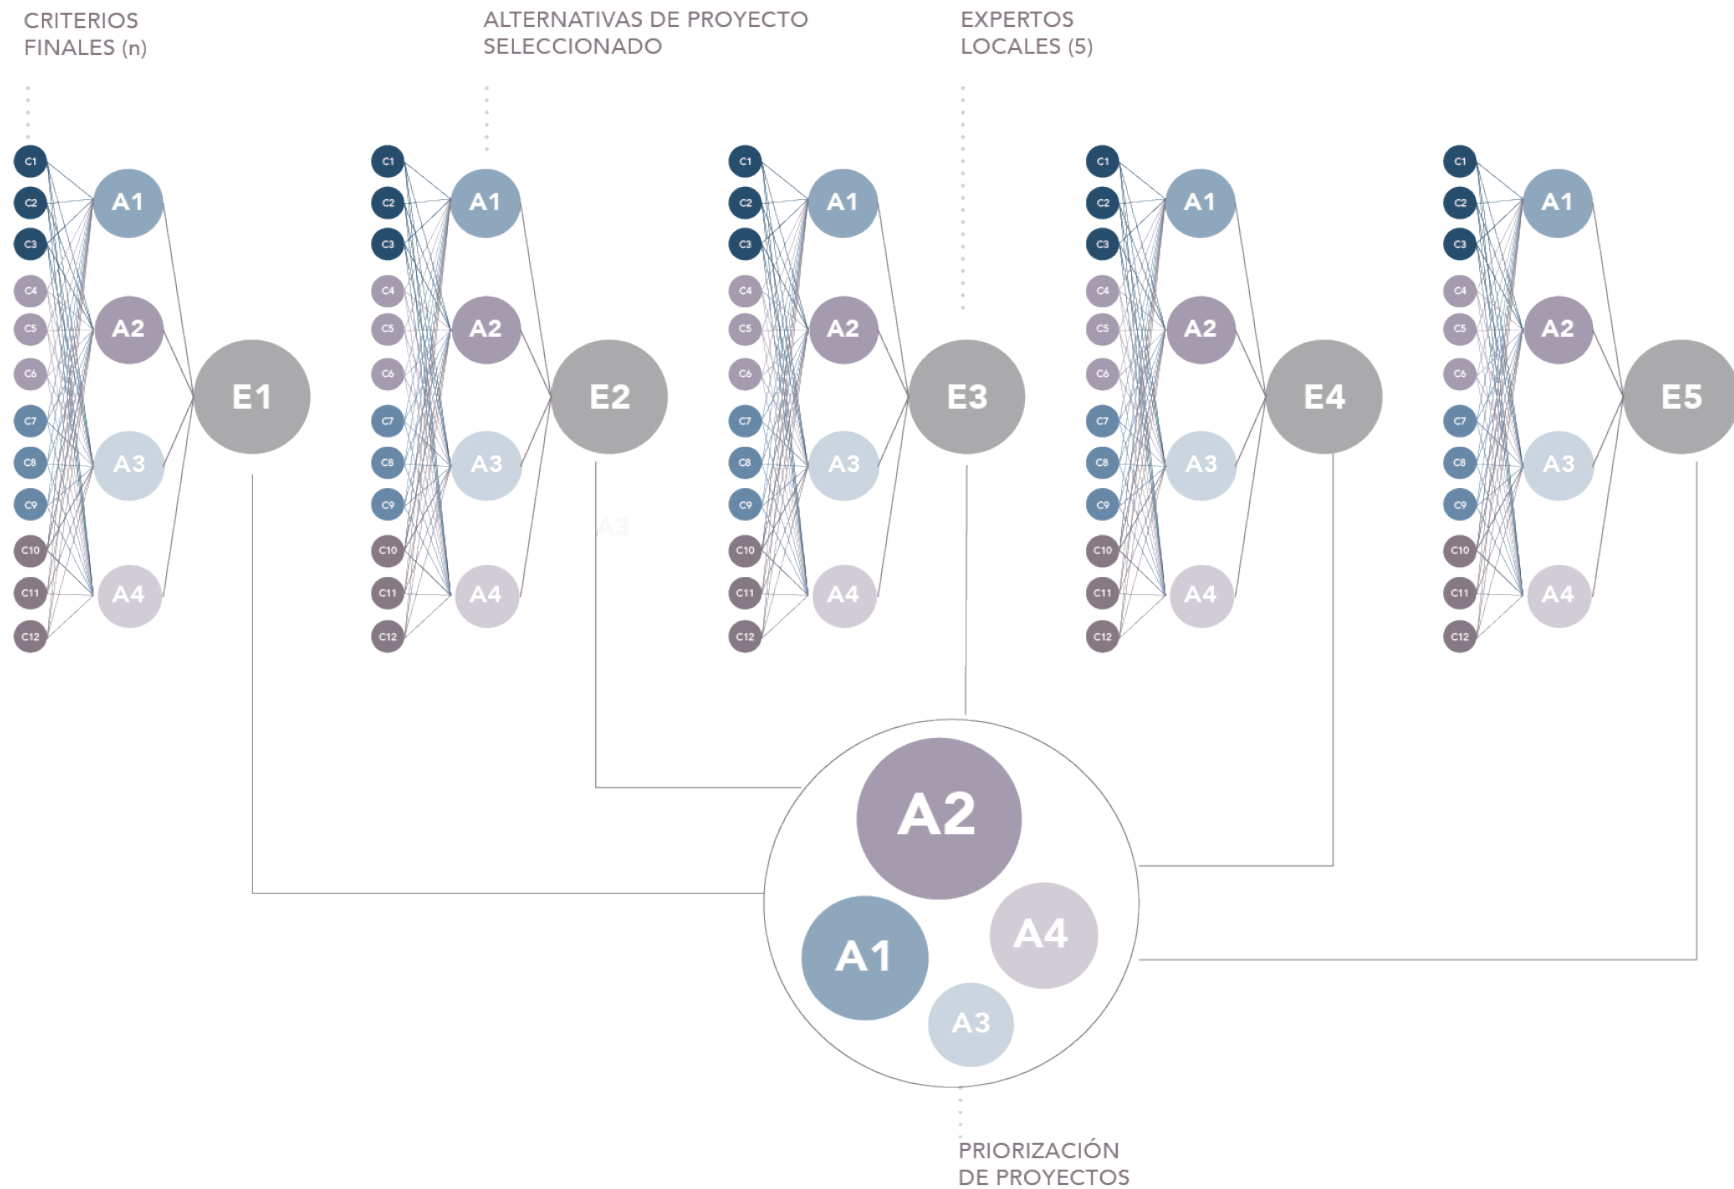 CRITERIOS
FINALES (n)
ALTERNATIVAS DE PROYECTO
SELECCIONADO
EXPERTOS
LOCALES (5)
C1
C2
C3
C4
C5
C6
C7
C8
C9
C10
C11
C12
A1
A2
A3
A4
E1
C1
C2
C3
C4
C5
C6
C7
C8
C9
C10
C11
C12
A1
A2
A3
A4
E2
A3
C1
C2
C3
C4
C5
C6
C7
C8
C9
C10
C11
C12
A1
A2
A3
A4
E3
C1
C2
C3
C4
C5
C6
C7
C8
C9
C10
C11
C12
A1
A2
A3
A4
E4
C1
C2
C3
C4
C5
C6
C7
C8
C9
C10
C11
C12
A1
A2
A3
A4
E5
A2
A1
A4
A3
PRIORIZACIÓN
DE PROYECTOS